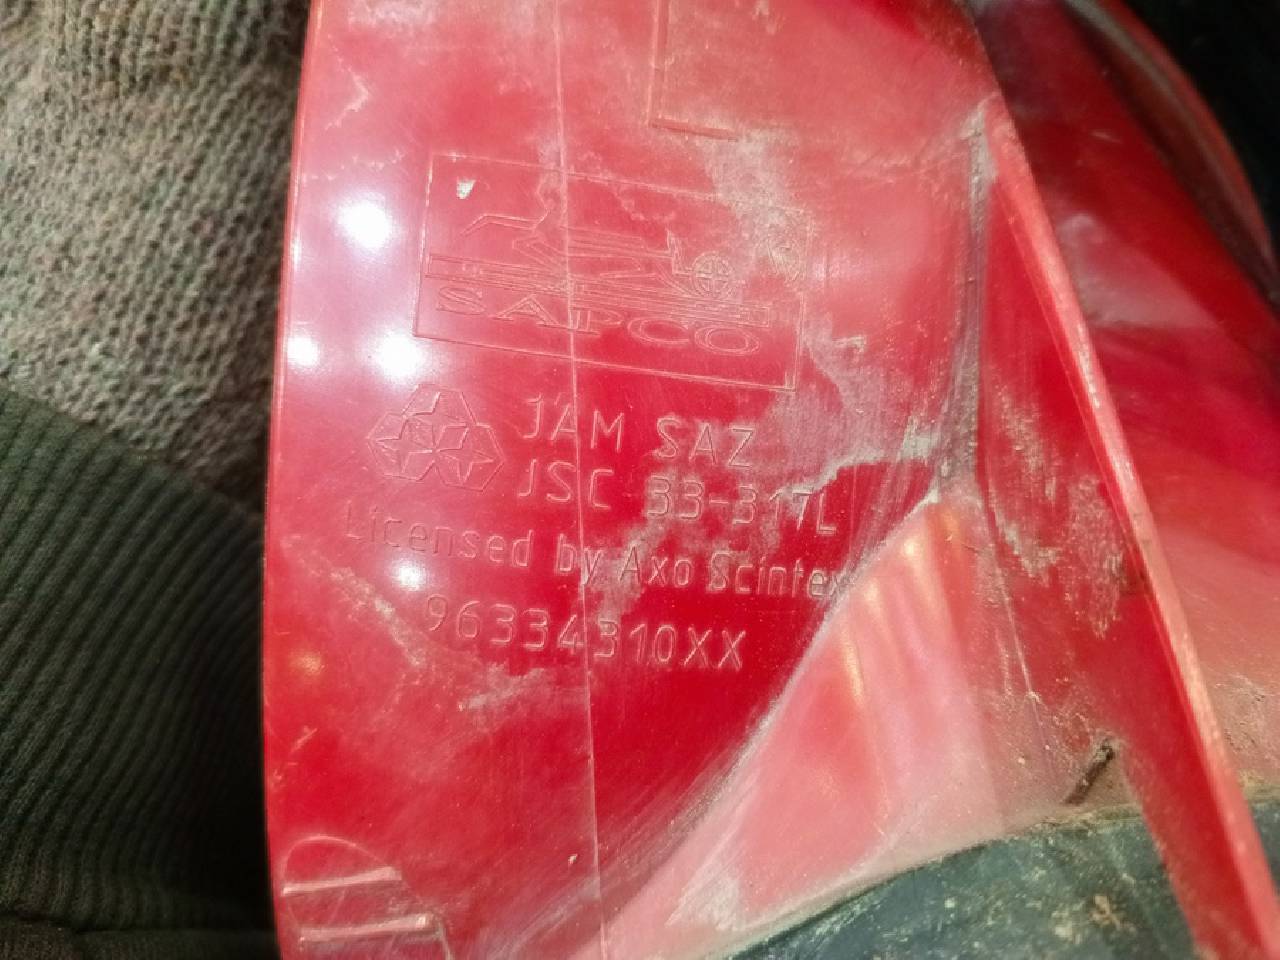 SAPCO
JAM SAZ
JSC 33-317L
Licensed by Axo Scintex
96334310XX